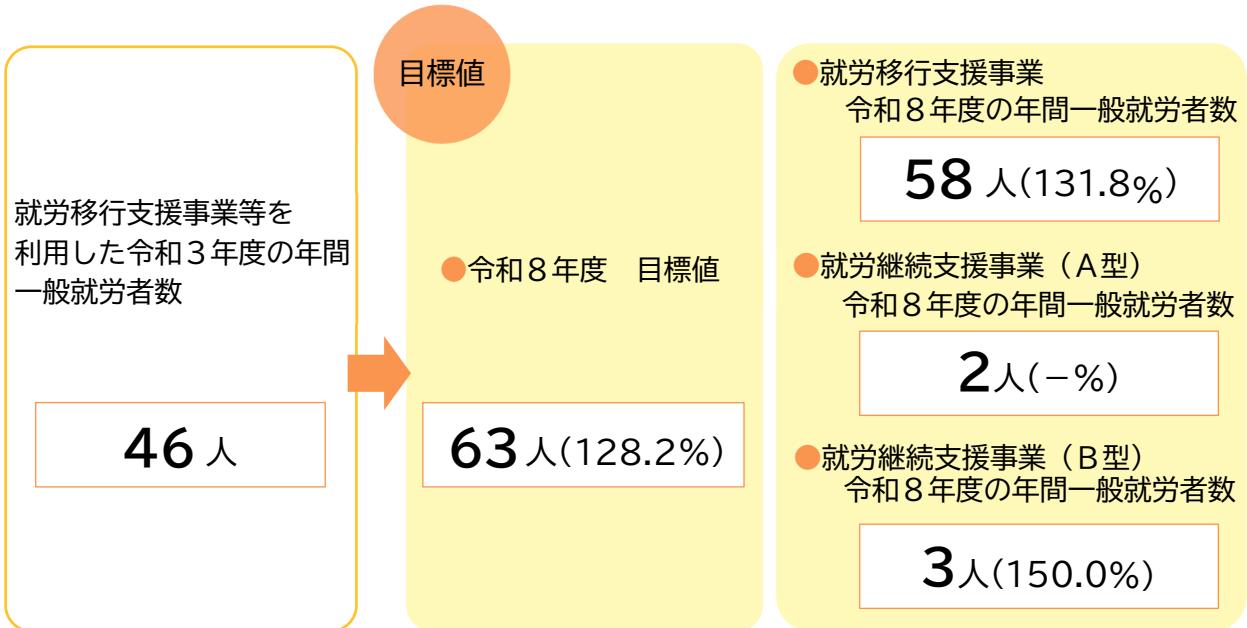 就労移行支援事業等を
利用した令和３年度の年間
一般就労者数
46 人
目標値
●令和８年度　目標値
63 人(128.2%)
●就労移行支援事業
令和８年度の年間一般就労者数
58 人(131.8%)
●就労継続支援事業（Ａ型）
令和８年度の年間一般就労者数
2人(－%)
●就労継続支援事業（Ｂ型）
令和８年度の年間一般就労者数
3人(150.0%)